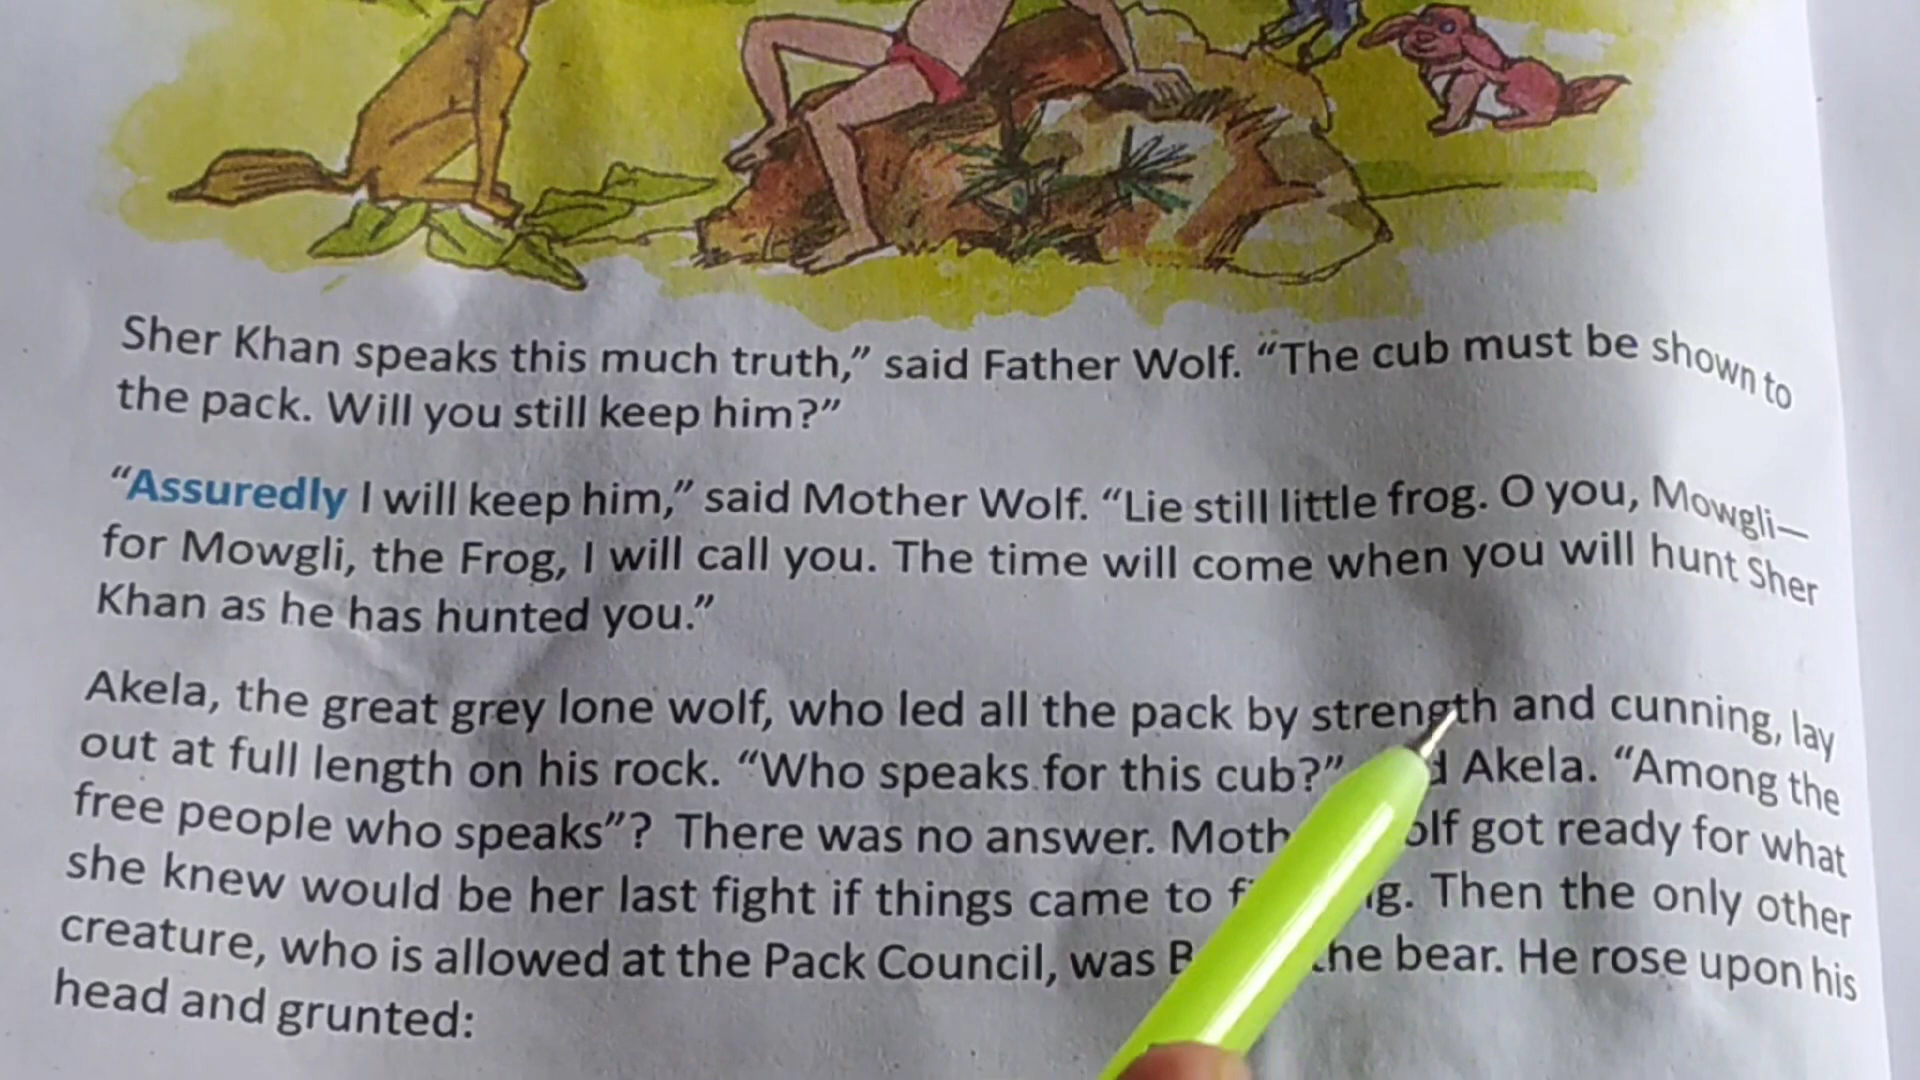 Sher Khan speaks this much truth,” said Father Wolf. “The cub must be shown to
the pack. Will you still keep him?”
“Assuredly I will keep him,” said Mother Wolf. “Lie still little frog. O you, Mowgli—
for Mowgli, the Frog, I will call you. The time will come when you will hunt Sher
Khan as he has hunted you.”
Akela, the great grey lone wolf, who led all the pack by strength and cunning, lay
out at full length on his rock. “Who speaks for this cub?” Akela. “Among the
free people who speaks”? There was no answer. got ready for what
she knew would be her last fight if things came to Then the only other
creature, who is allowed at the Pack Council, was the bear. He rose upon his
head and grunted: